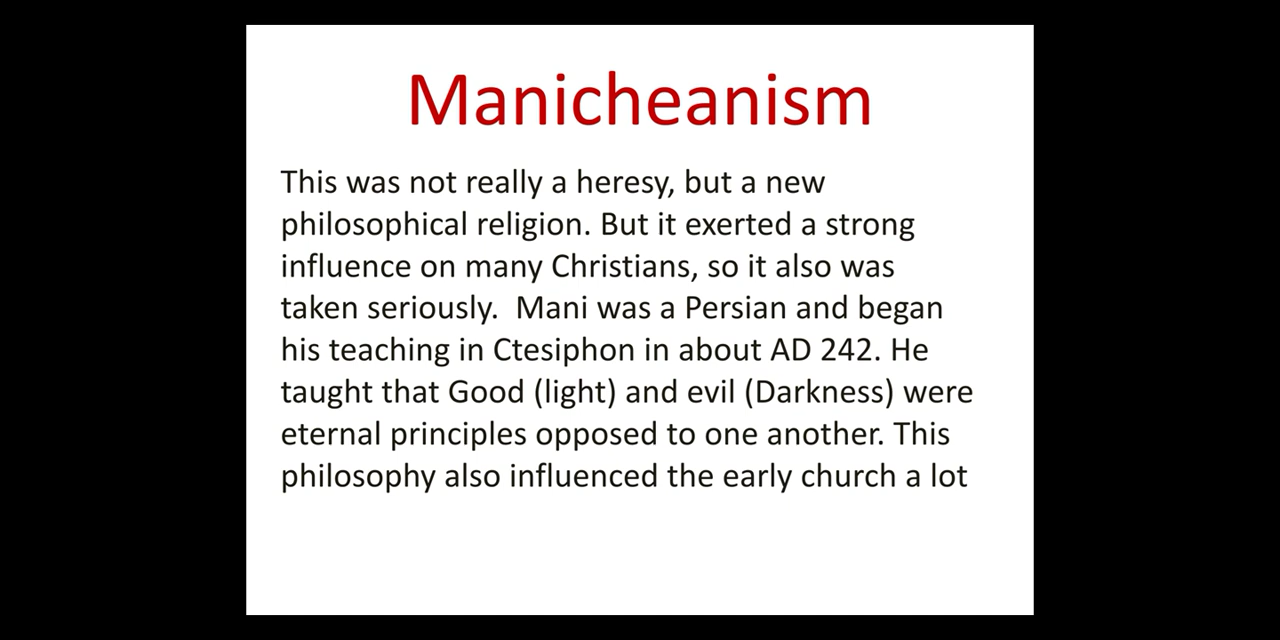 Manicheanism
This was not really a heresy, but a new
philosophical religion. But it exerted a strong
influence on many Christians, so it also was
taken seriously.  Mani was a Persian and began
his teaching in Ctesiphon in about AD 242. He
taught that Good (light) and evil (Darkness) were
eternal principles opposed to one another. This
philosophy also influenced the early church a lot